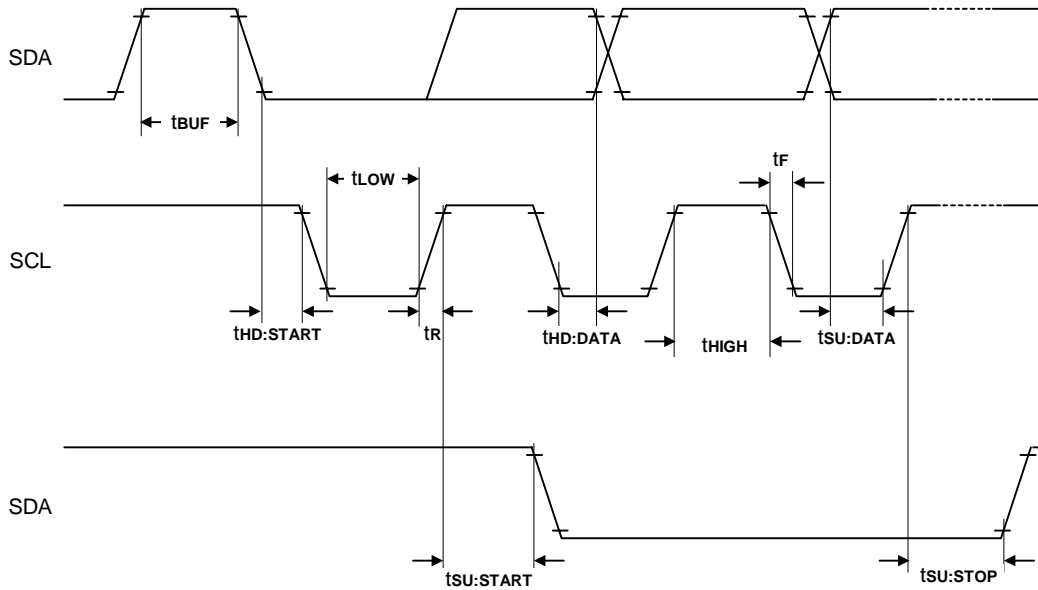 SDA
tBUF
tF
tLOW
SCL
tHD:START
tR
tHD:DATA
tHIGH
tSU:DATA
SDA
tSU:START
tSU:STOP